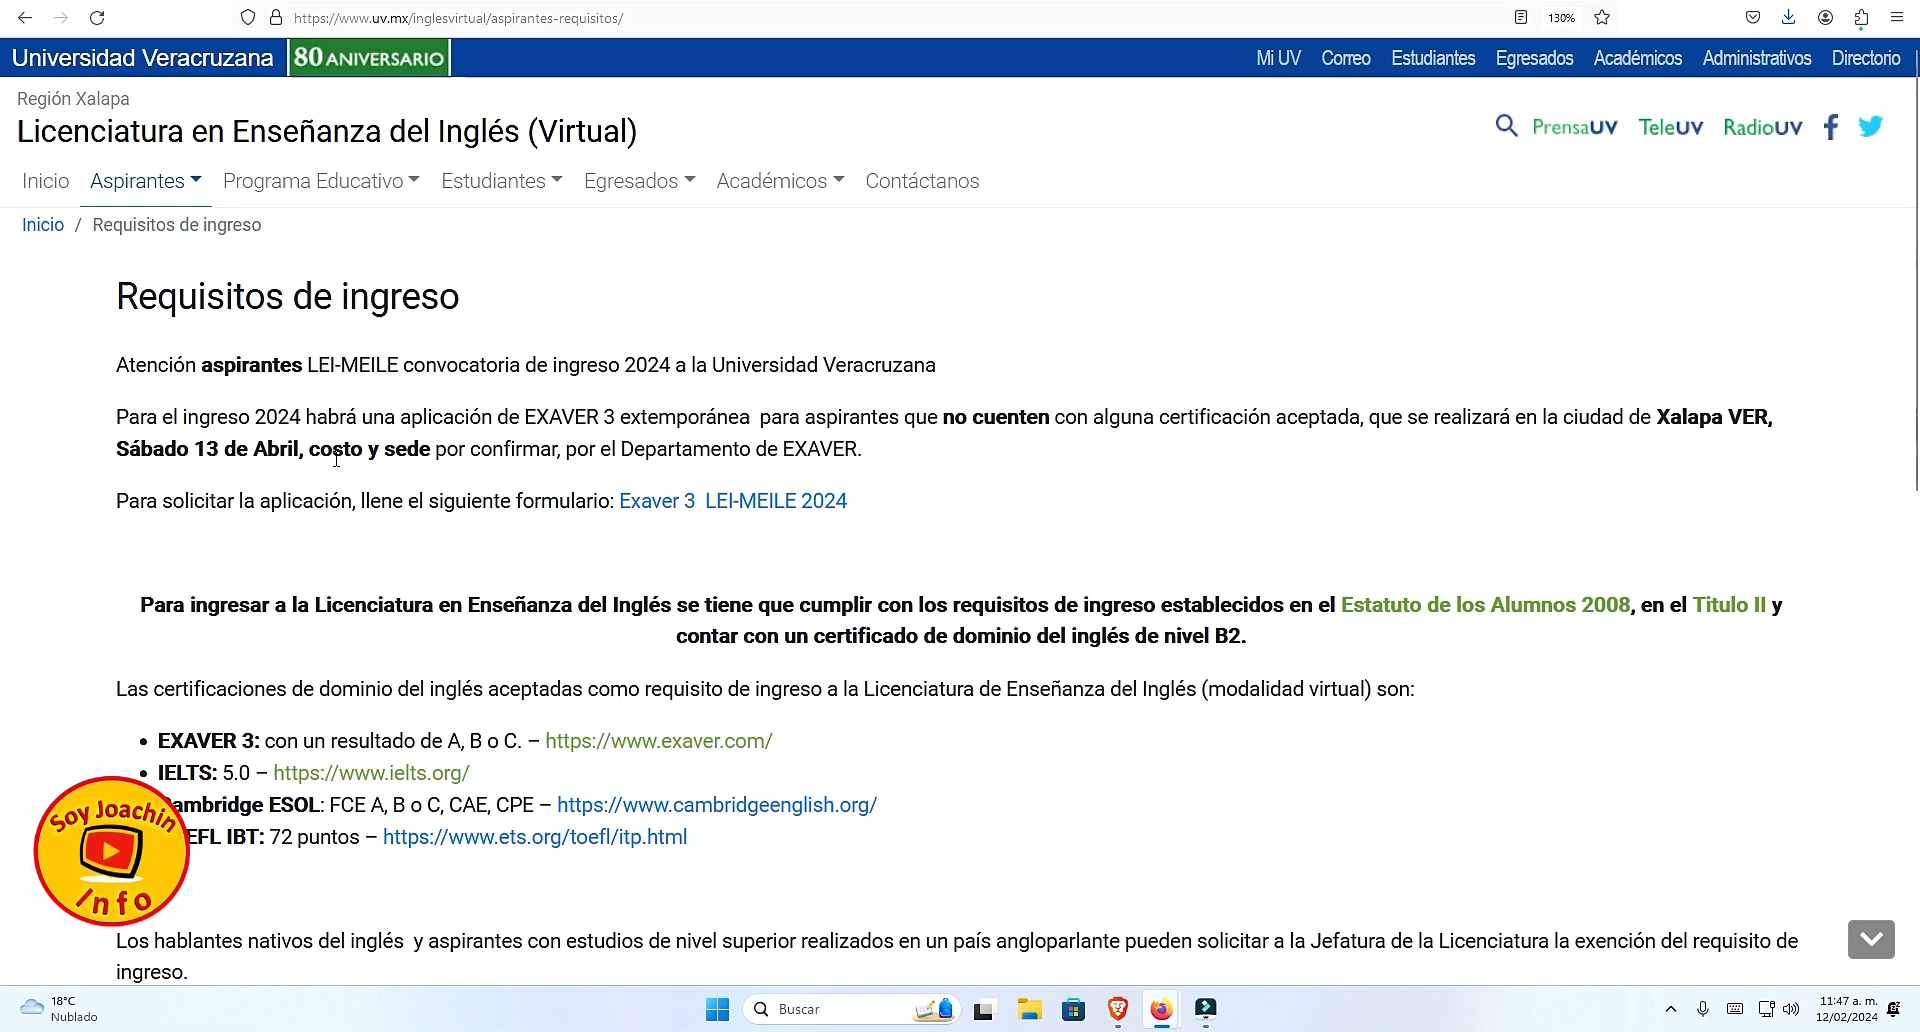 https://www.uv.mx/inglesvirtual/aspirantes-requisitos/
130%
Universidad Veracruzana
80 ANIVERSARIO
Mi UV Correo Estudiantes Egresados Académicos Administrativos Directorio
Región Xalapa
Licenciatura en Enseñanza del Inglés (Virtual)
PrensaUV TeleUV RadioUV
Inicio Aspirantes Programa Educativo Estudiantes Egresados Académicos Contáctanos
Inicio / Requisitos de ingreso
Requisitos de ingreso
Atención aspirantes LEI-MEILE convocatoria de ingreso 2024 a la Universidad Veracruzana
Para el ingreso 2024 habrá una aplicación de EXAVER 3 extemporánea para aspirantes que no cuenten con alguna certificación aceptada, que se realizará en la ciudad de Xalapa VER,
Sábado 13 de Abril, costo y sede por confirmar, por el Departamento de EXAVER.
Para solicitar la aplicación, llene el siguiente formulario: Exaver 3 LEI-MEILE 2024
Para ingresar a la Licenciatura en Enseñanza del Inglés se tiene que cumplir con los requisitos de ingreso establecidos en el Estatuto de los Alumnos 2008, en el Titulo II y
contar con un certificado de dominio del inglés de nivel B2.
Las certificaciones de dominio del inglés aceptadas como requisito de ingreso a la Licenciatura de Enseñanza del Inglés (modalidad virtual) son:
EXAVER 3: con un resultado de A, B o C. – https://www.exaver.com/
IELTS: 5.0 – https://www.ielts.org/
ambridge ESOL: FCE A, B o C, CAE, CPE – https://www.cambridgeenglish.org/
EFL IBT: 72 puntos – https://www.ets.org/toefl/itp.html
Soy Joachin
Info
Los hablantes nativos del inglés y aspirantes con estudios de nivel superior realizados en un país angloparlante pueden solicitar a la Jefatura de la Licenciatura la exención del requisito de
ingreso.
18°C
Nublado
Buscar
11:47 a. m.
12/02/2024